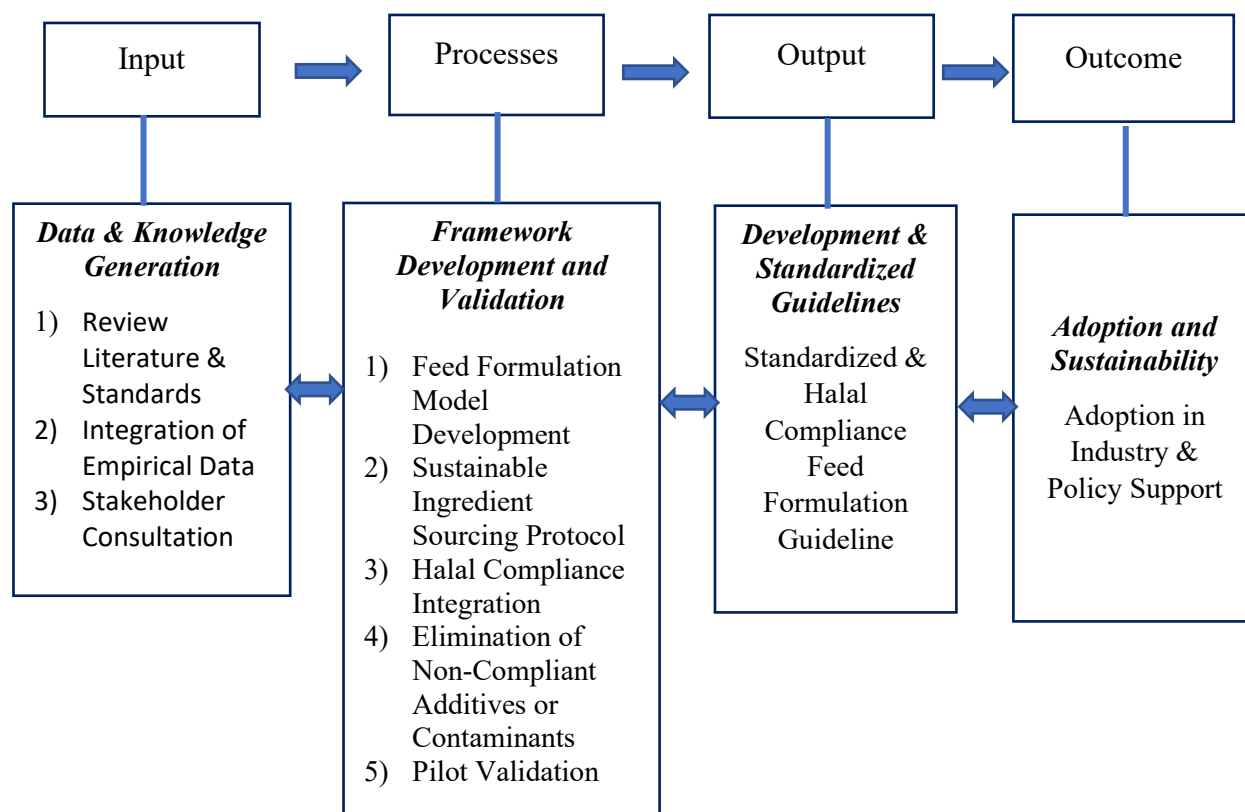 Input
Processes
Output
Outcome
Data & Knowledge
Generation
1) Review
Literature &
Standards
2) Integration of
Empirical Data
3) Stakeholder
Consultation
Framework
Development and
Validation
1) Feed Formulation
Model
Development
2) Sustainable
Ingredient
Sourcing Protocol
3) Halal Compliance
Integration
4) Elimination of
Non-Compliant
Additives or
Contaminants
5) Pilot Validation
Development &
Standardized
Guidelines
Standardized &
Halal
Compliance
Feed
Formulation
Guideline
Adoption and
Sustainability
Adoption in
Industry &
Policy Support